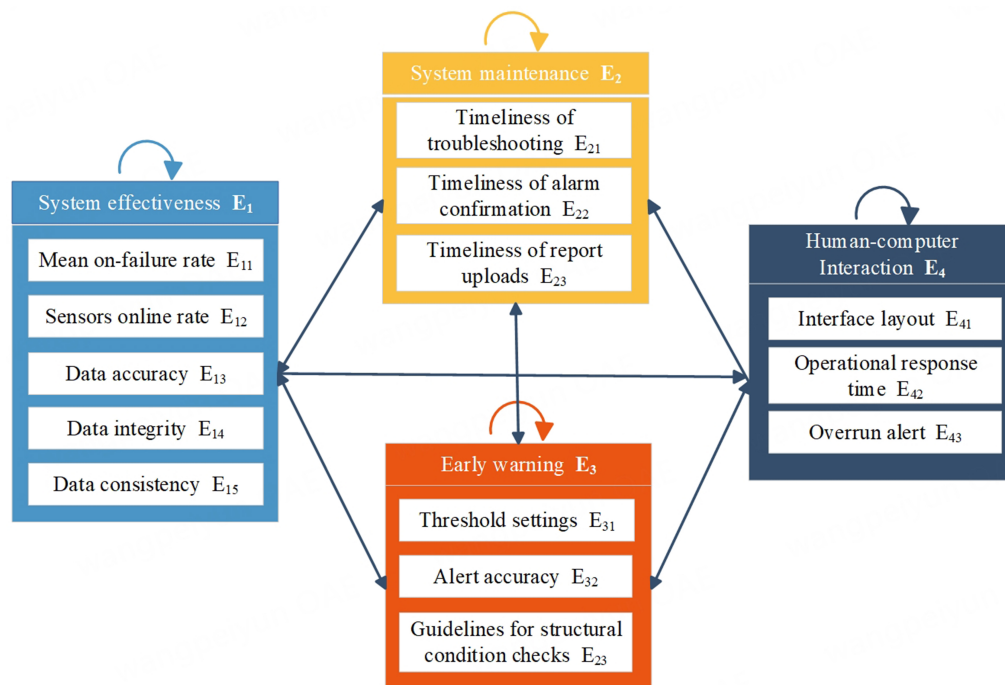 System maintenance E₂
Timeliness of
troubleshooting E₂₁
Timeliness of alarm
confirmation E₂₂
Timeliness of report
uploads E₂₃
System effectiveness E₁
Mean on-failure rate E₁₁
Sensors online rate E₁₂
Data accuracy E₁₃
Data integrity E₁₄
Data consistency E₁₅
Human-computer
Interaction E₄
Interface layout E₄₁
Operational response
time E₄₂
Overrun alert E₄₃
Early warning E₃
Threshold settings E₃₁
Alert accuracy E₃₂
Guidelines for structural
condition checks E₂₃